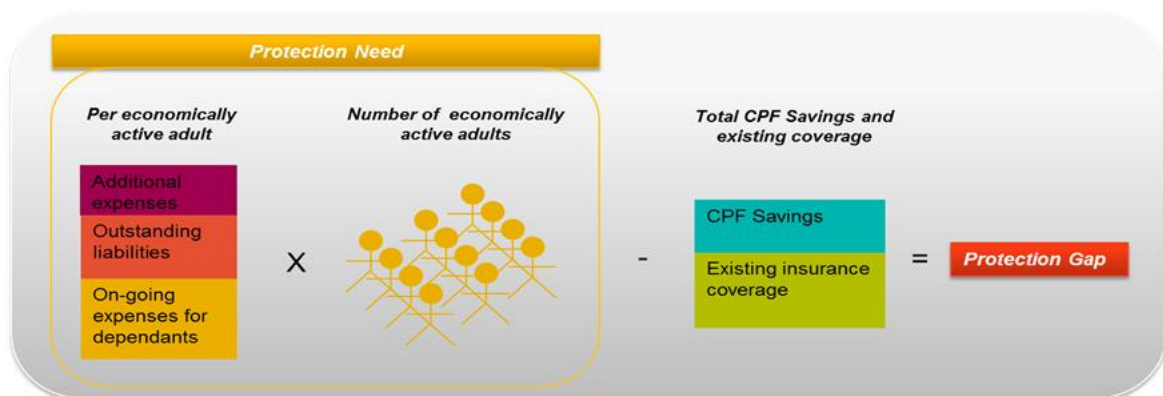 Protection Need
Per economically
active adult
Number of economically
active adults
Total CPF Savings and
existing coverage
Additional
expenses
Outstanding
liabilities
On-going
expenses for
dependants
X
-
CPF Savings
Existing insurance
coverage
=
Protection Gap